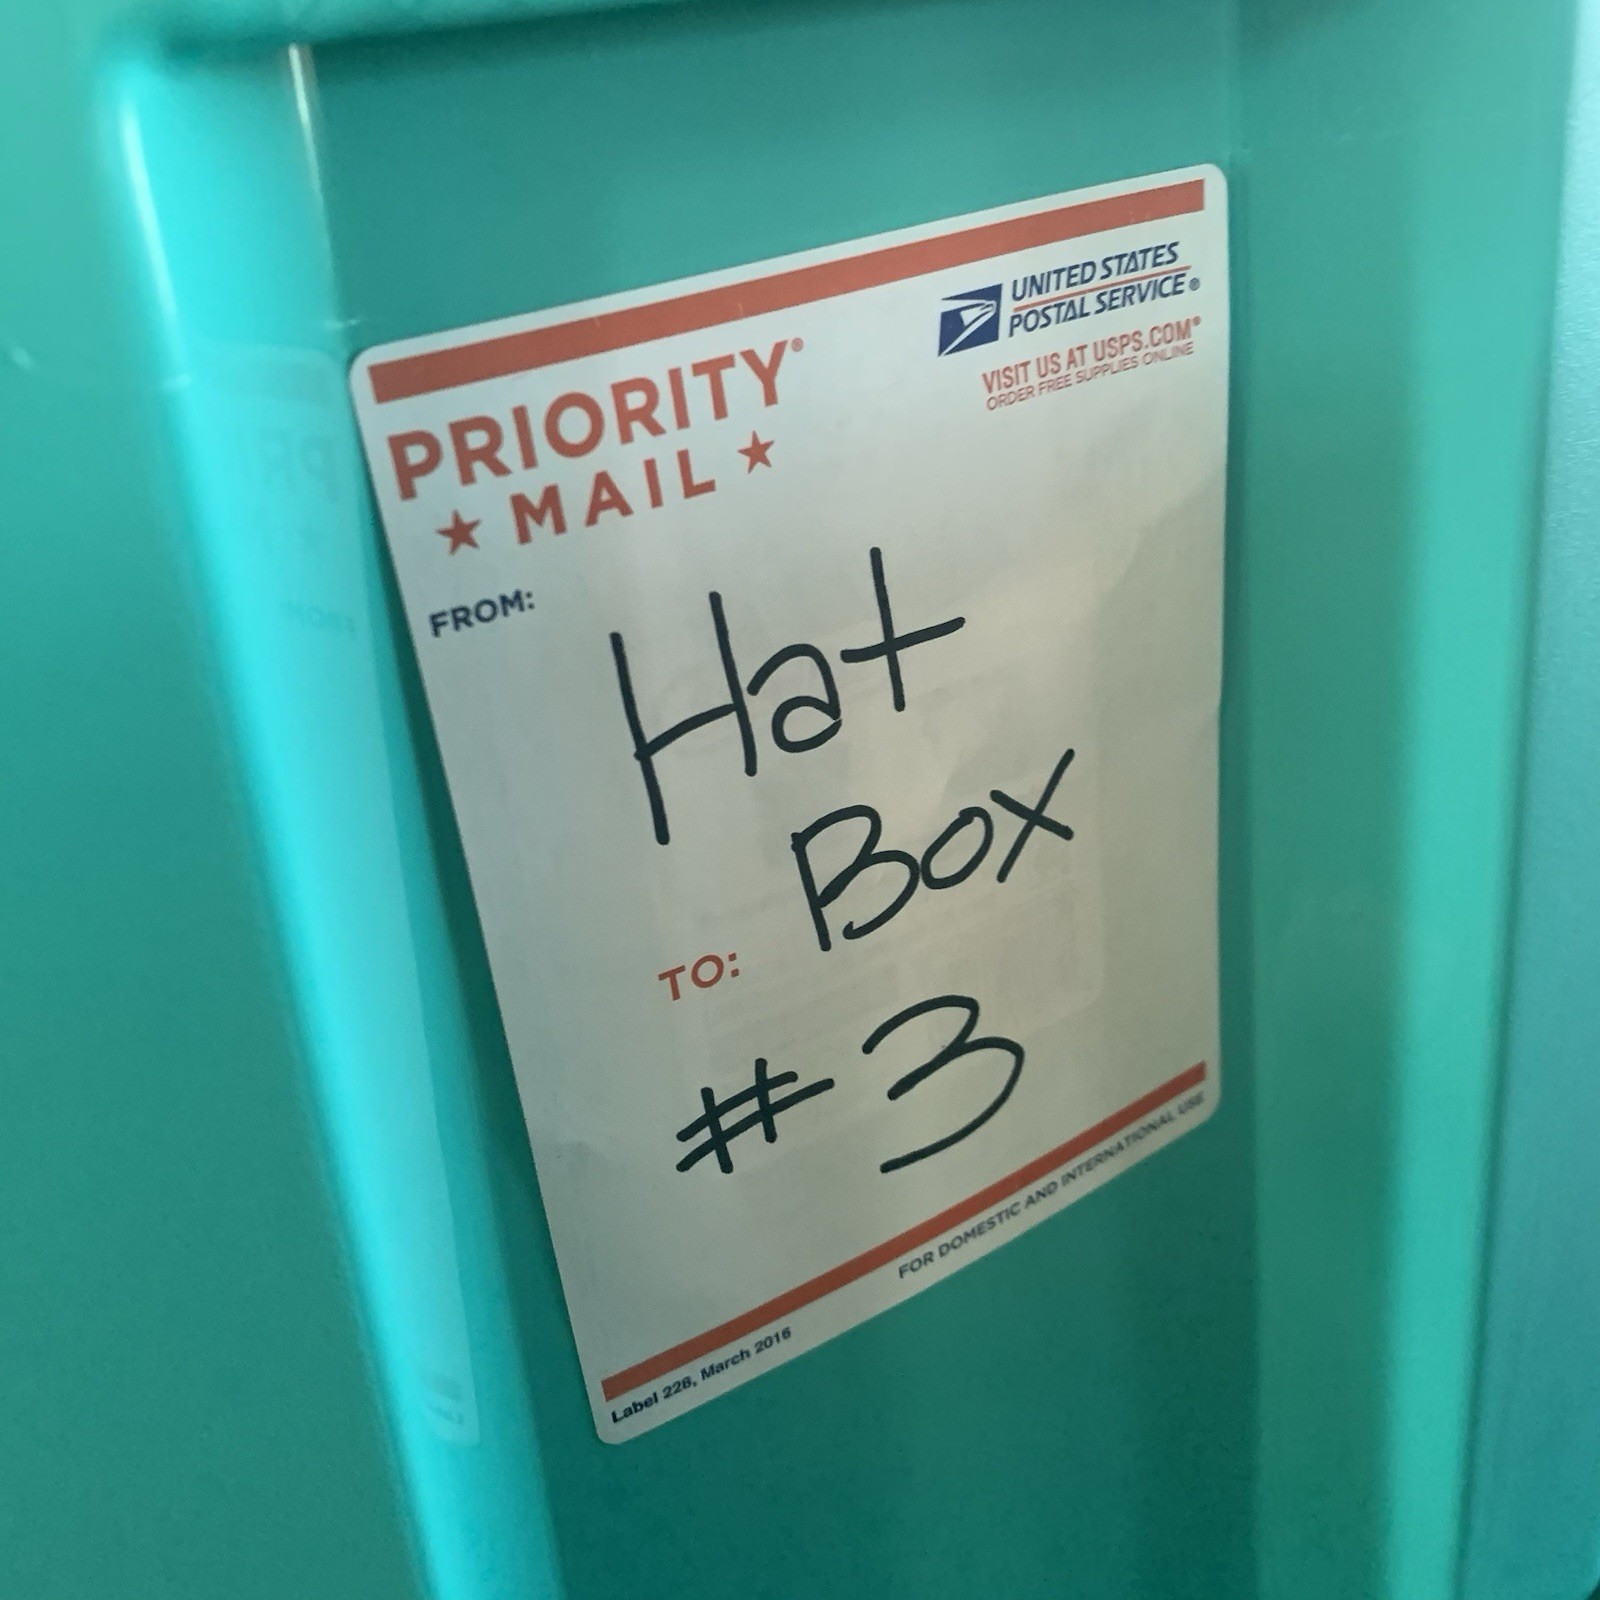 UNITED STATES
POSTAL SERVICE®
VISIT US AT USPS.COM®
ORDER FREE SUPPLIES ONLINE
PRIORITY®
★ MAIL ★
FROM:
Hat
Box
TO:
# 3
FOR DOMESTIC AND INTERNATIONAL USE
Label 228, March 2016